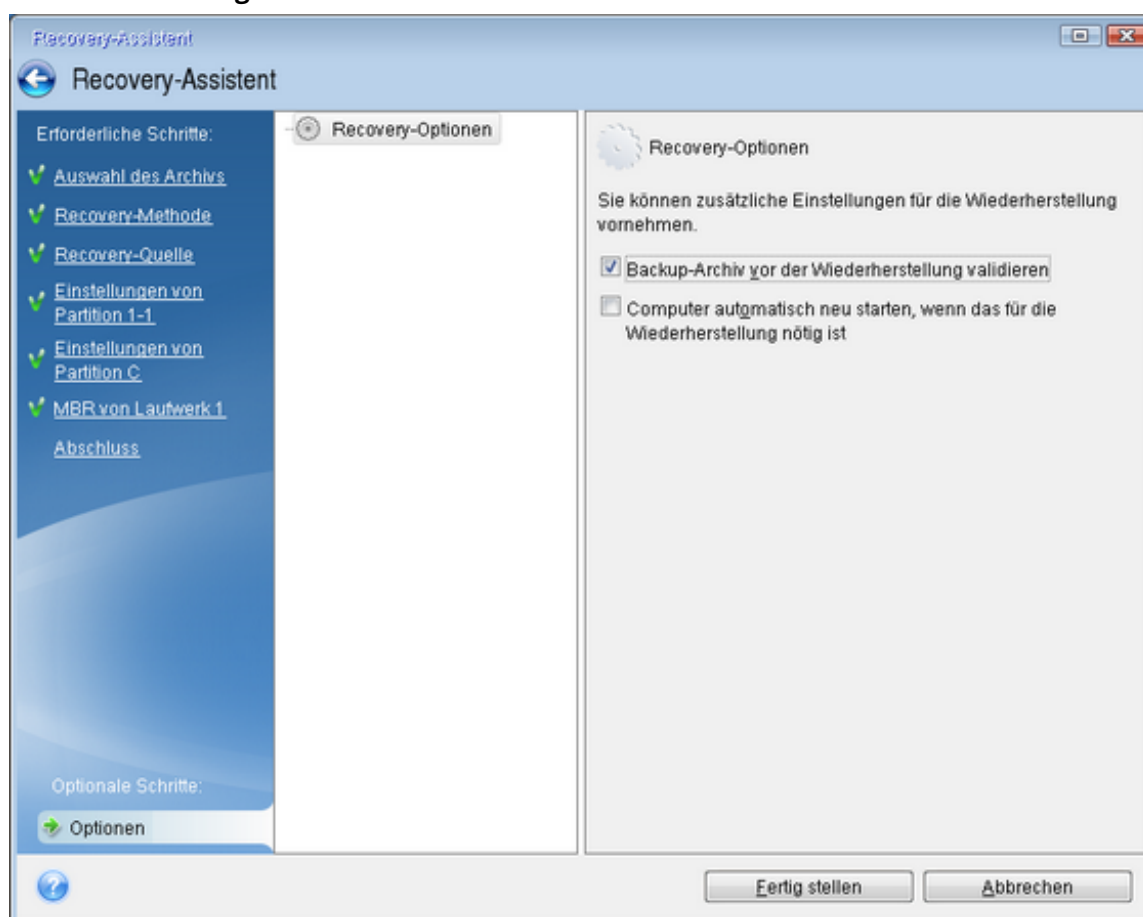 Recovery-Assistent
Recovery-Assistent
Erforderliche Schritte:
Auswahl des Archivs
Recovery-Methode
Recovery-Quelle
Einstellungen von
Partition 1-1
Einstellungen von
Partition C
MBR von Laufwerk 1
Abschluss
Optionale Schritte:
Optionen
Recovery-Optionen
Recovery-Optionen
Sie können zusätzliche Einstellungen für die Wiederherstellung
vornehmen.
Backup-Archiv vor der Wiederherstellung validieren
Computer automatisch neu starten, wenn das für die
Wiederherstellung nötig ist
Fertig stellen
Abbrechen